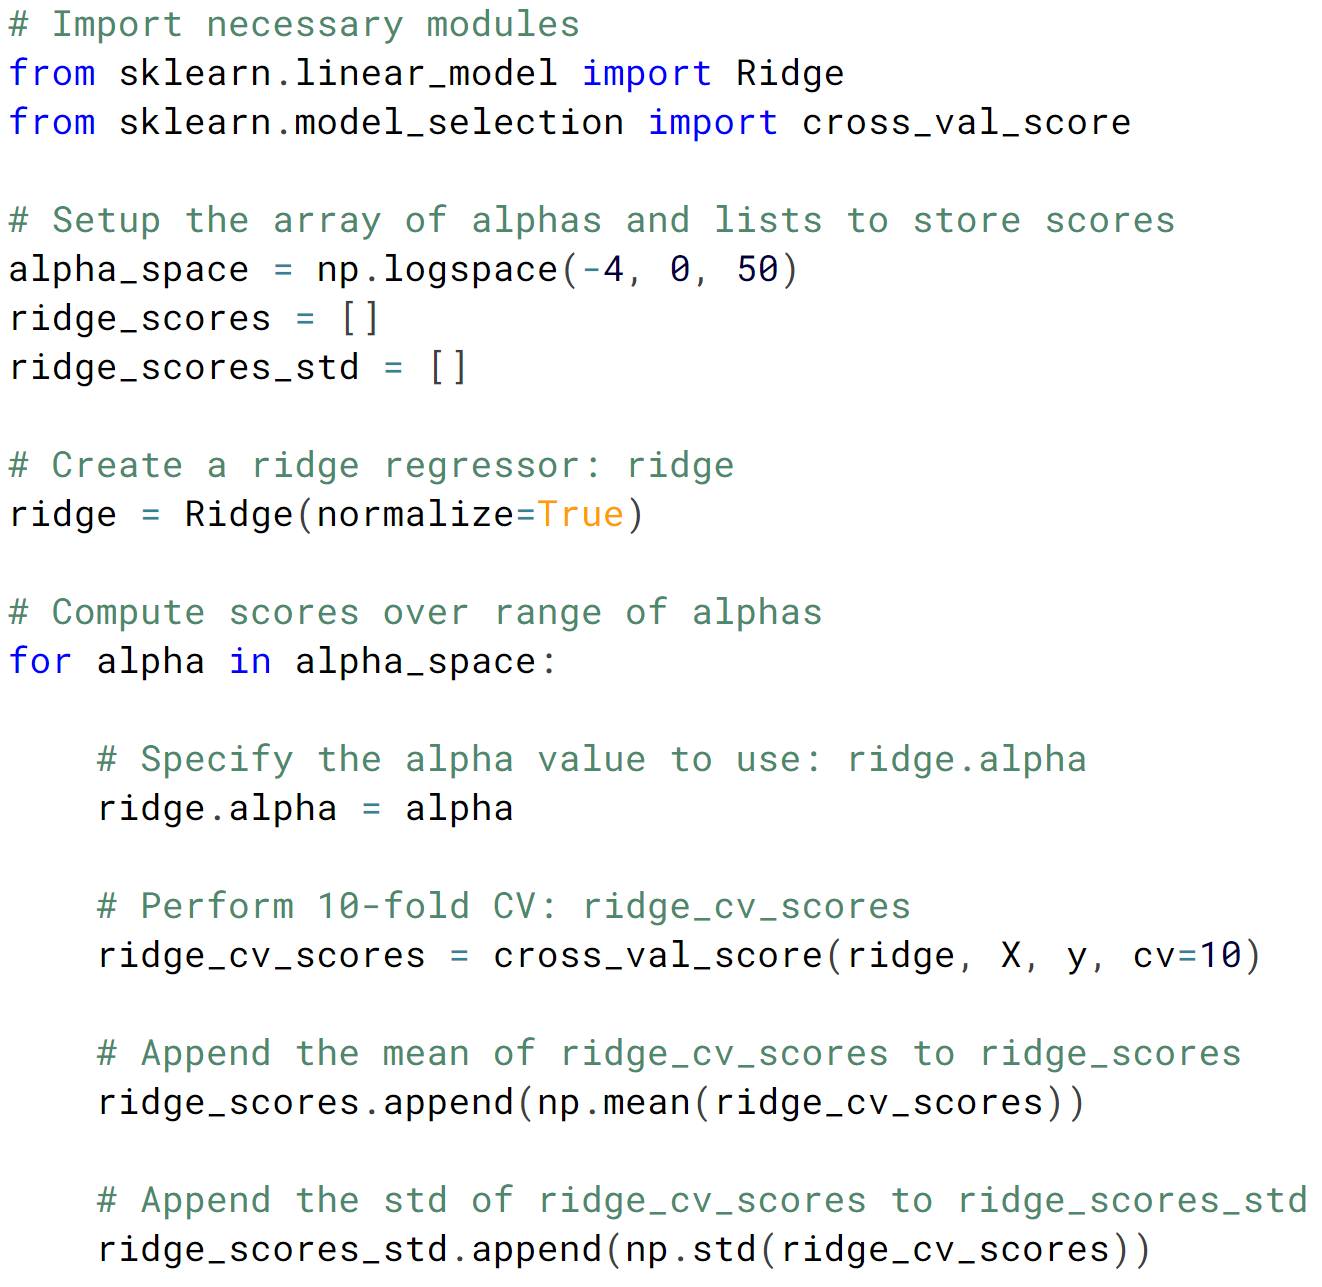 # Import necessary modules
from sklearn.linear_model import Ridge
from sklearn.model_selection import cross_val_score

# Setup the array of alphas and lists to store scores
alpha_space = np.logspace(-4, 0, 50)
ridge_scores = []
ridge_scores_std = []

# Create a ridge regressor: ridge
ridge = Ridge(normalize=True)

# Compute scores over range of alphas
for alpha in alpha_space:

    # Specify the alpha value to use: ridge.alpha
    ridge.alpha = alpha

    # Perform 10-fold CV: ridge_cv_scores
    ridge_cv_scores = cross_val_score(ridge, X, y, cv=10)

    # Append the mean of ridge_cv_scores to ridge_scores
    ridge_scores.append(np.mean(ridge_cv_scores))

    # Append the std of ridge_cv_scores to ridge_scores_std
    ridge_scores_std.append(np.std(ridge_cv_scores))